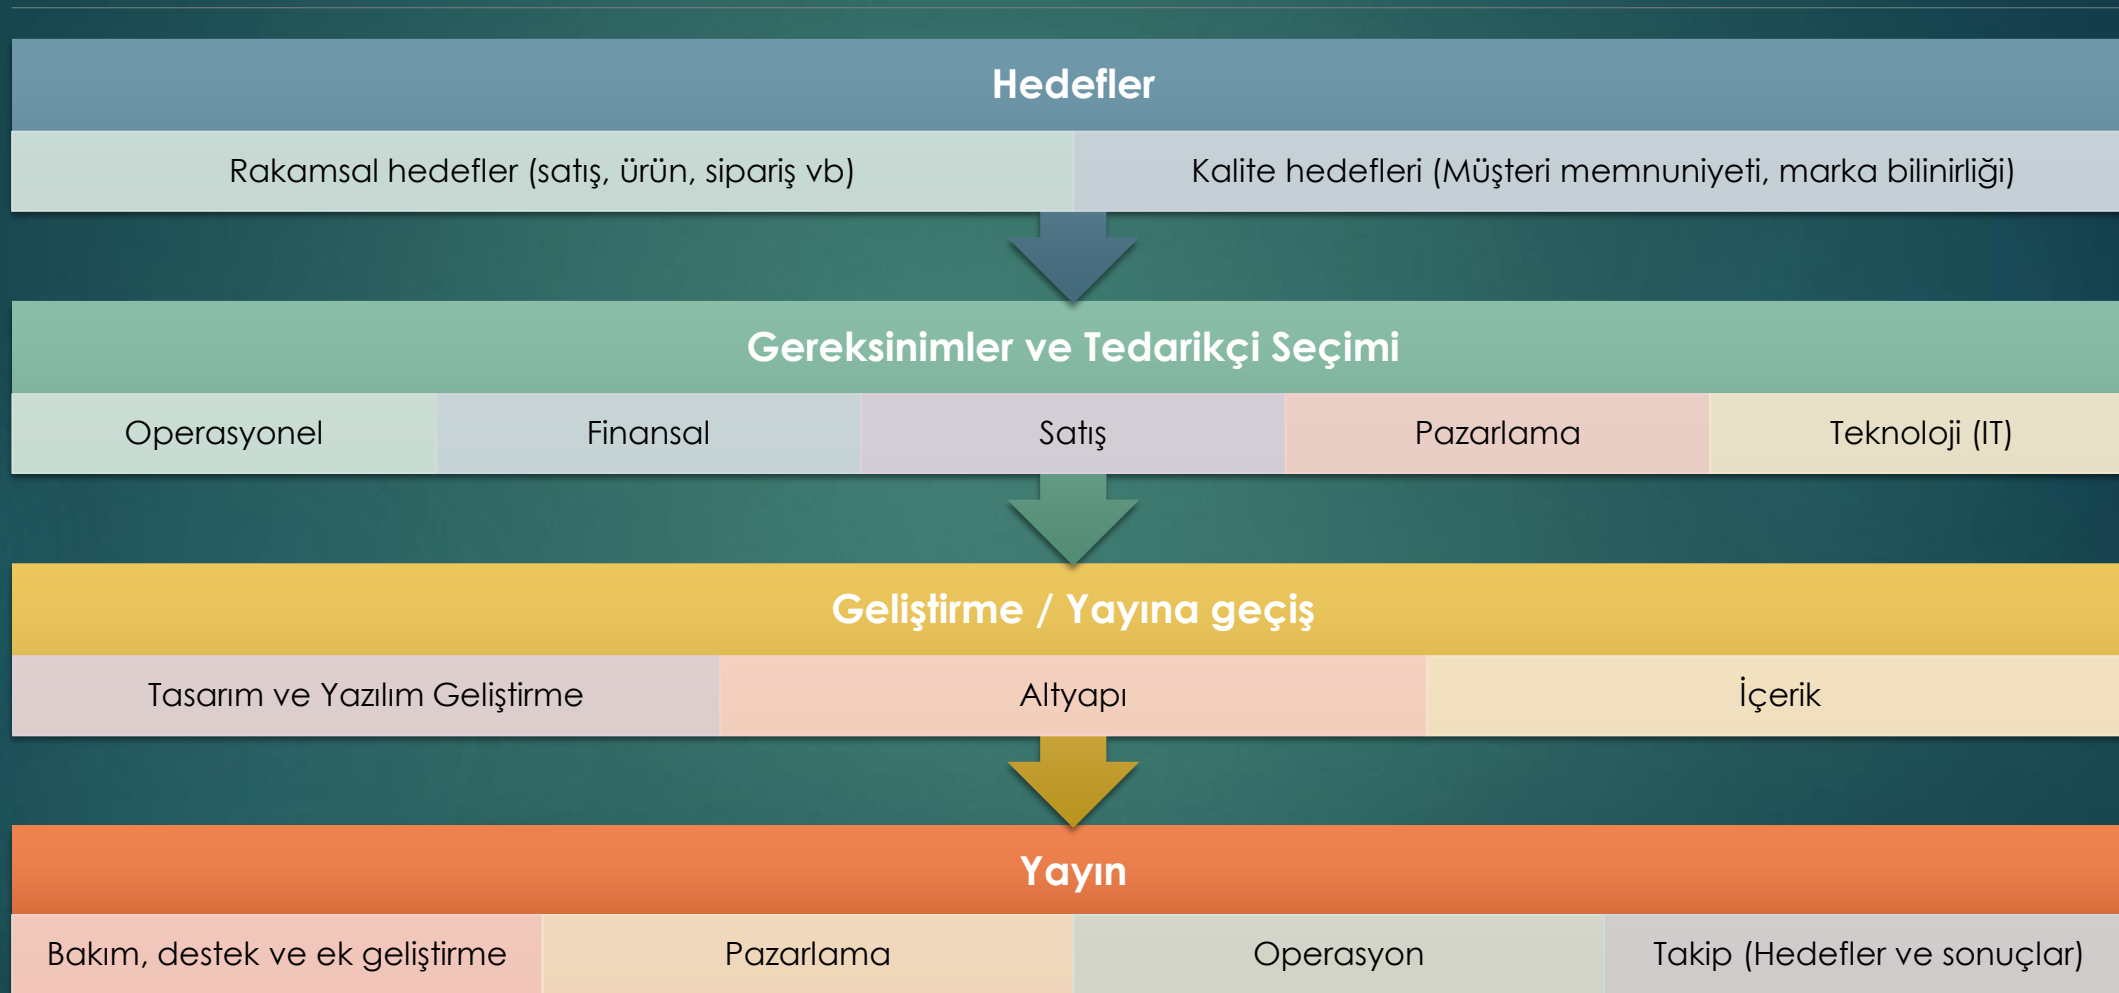 Hedefler
Rakamsal hedefler (satış, ürün, sipariş vb)
Kalite hedefleri (Müşteri memnuniyeti, marka bilinirliği)
Gereksinimler ve Tedarikçi Seçimi
Operasyonel
Finansal
Satış
Pazarlama
Teknoloji (IT)
Geliştirme / Yayına geçiş
Tasarım ve Yazılım Geliştirme
Altyapı
İçerik
Yayın
Bakım, destek ve ek geliştirme
Pazarlama
Operasyon
Takip (Hedefler ve sonuçlar)